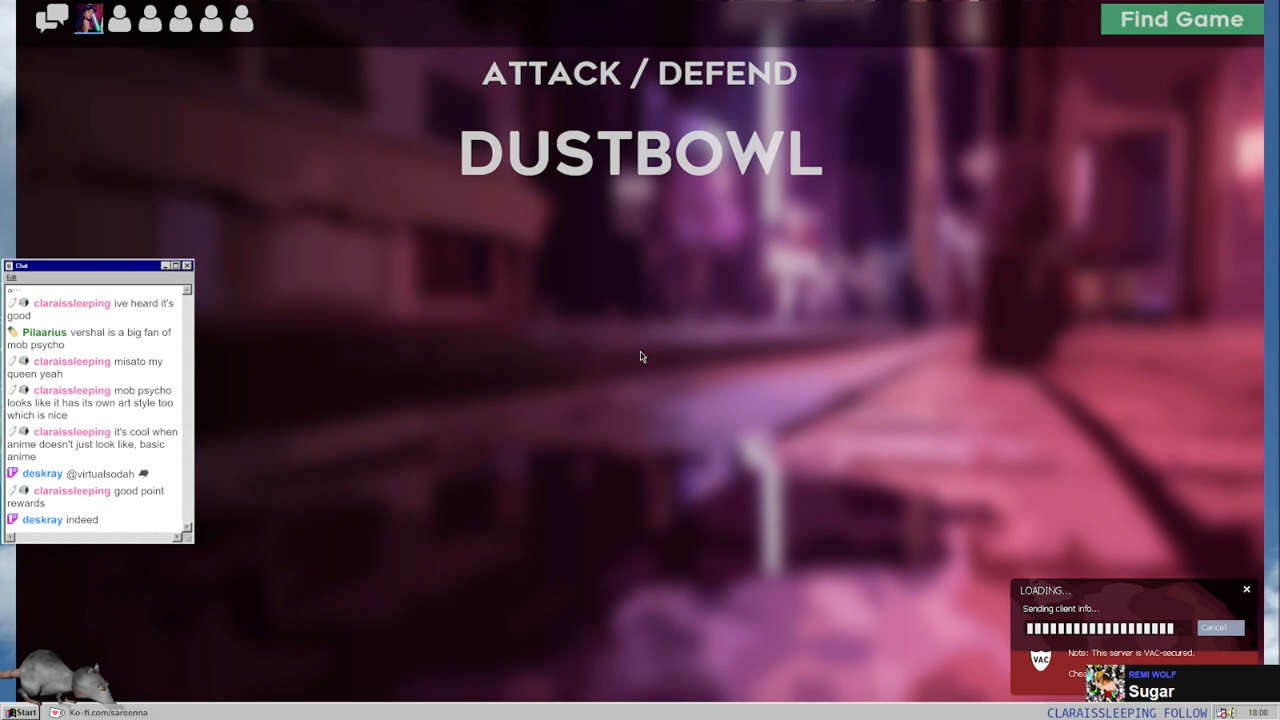 Find Game
ATTACK / DEFEND
DUSTBOWL
Chat
Edit
claraissleeping ive heard it's
good
Pilaarius vershal is a big fan of
mob psycho
claraissleeping misato my
queen yeah
claraissleeping mob psycho
looks like it has its own art style too
which is nice
claraissleeping it's cool when
anime doesn't just look like, basic
anime
deskray @virtualsodah
claraissleeping good point
rewards
deskray indeed
LOADING...
Sending client info...
Cancel
VAC
Note: This server is VAC-secured.
REMI WOLF
Sugar
Start
Ko-fi.com/sareenna
CLARAISSLEEPING FOLLOW
18:08